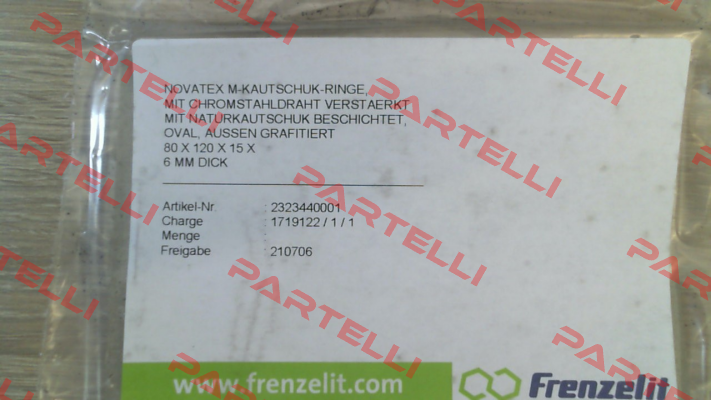 NOVATEX M-KAUTSCHUK-RINGE,
MIT CHROMSTAHLDRAHT VERSTAERKT
MIT NATURKAUTSCHUK BESCHICHTET,
OVAL, AUSSEN GRAFITIERT
80 X 120 X 15 X
6 MM DICK
Artikel-Nr. : 2323440001
Charge : 1719122 / 1 / 1
Menge
Freigabe : 210706
www.frenzelit.com
Frenzelit
PARTELLI
PARTELLI
PARTELLI
PARTELLI
PARTELLI
PARTELLI
PARTELLI
PARTELLI
PARTELLI